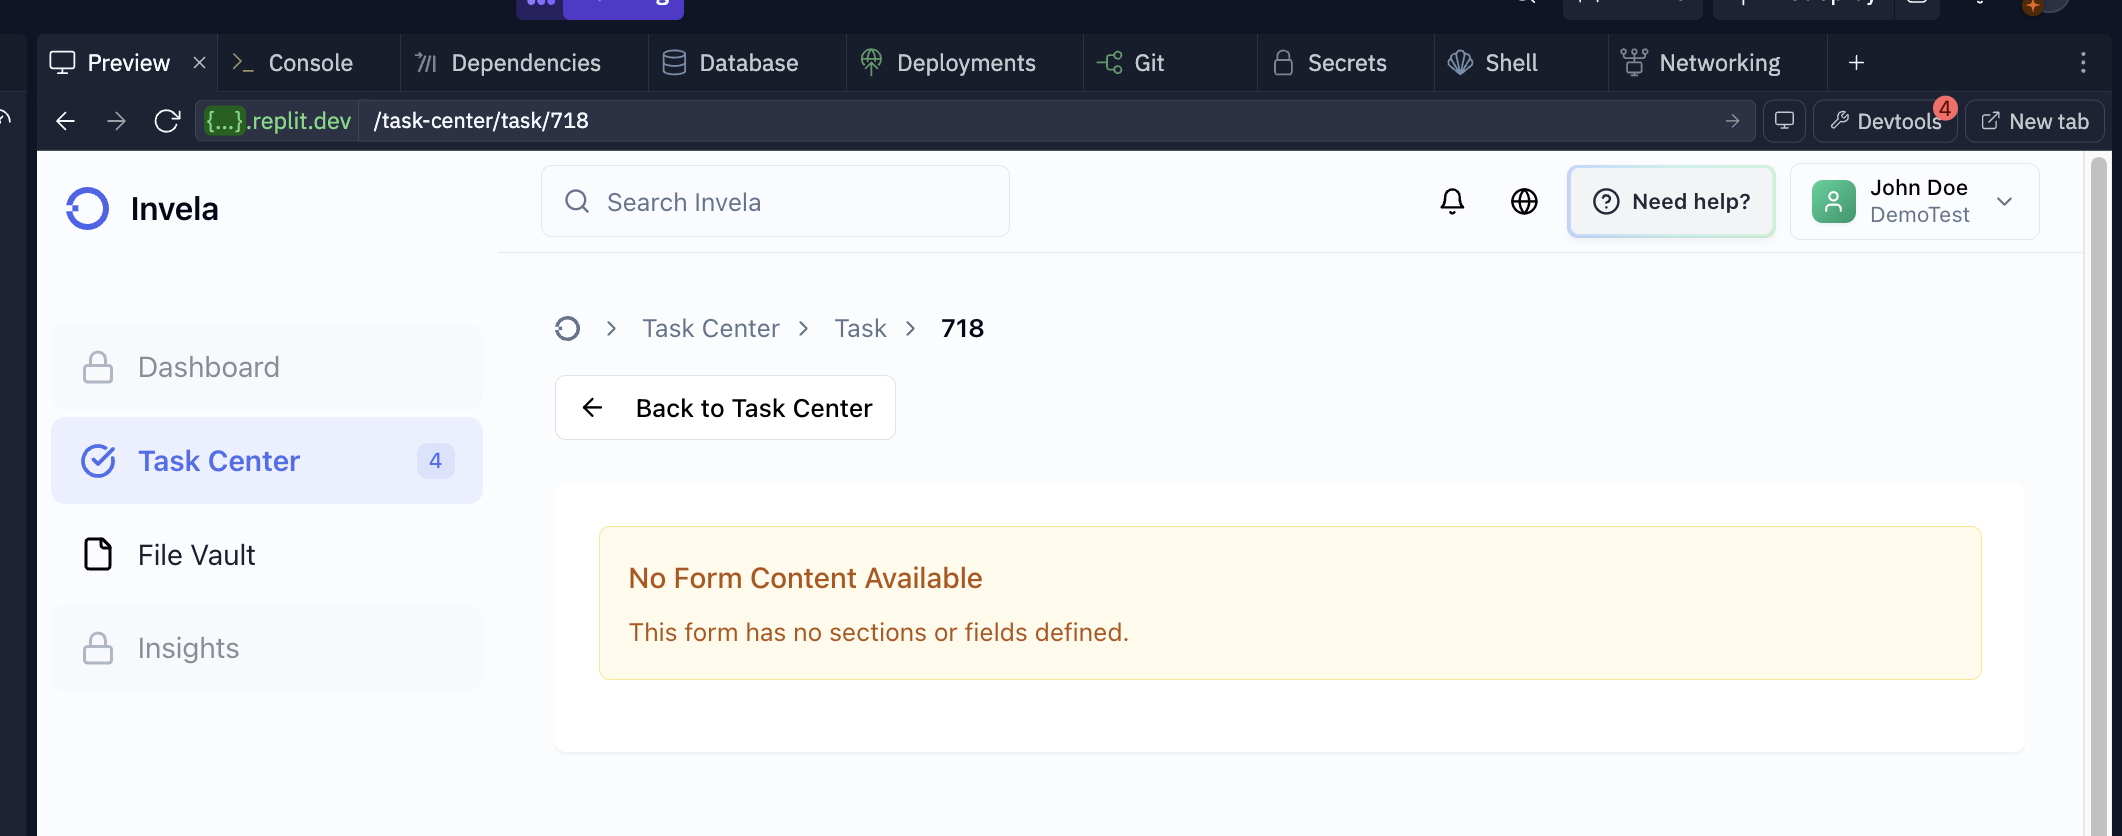 Preview
Console
Dependencies
Database
Deployments
Git
Secrets
Shell
Networking
{...}.replit.dev
/task-center/task/718
Devtools
4
New tab
Invela
Search Invela
Need help?
John Doe
DemoTest
Dashboard
Task Center
4
File Vault
Insights
Task Center
Task
718
Back to Task Center
No Form Content Available
This form has no sections or fields defined.